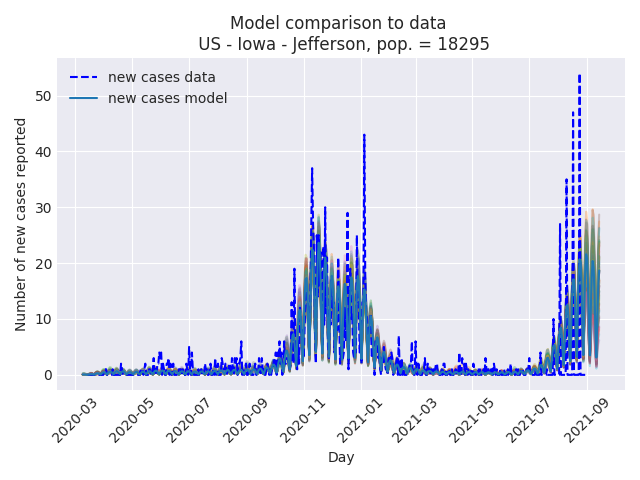 Model comparison to data
US - Iowa - Jefferson, pop. = 18295
new cases data
new cases model
Number of new cases reported
50
40
30
20
10
0
2020-03
2020-05
2020-07
2020-09
2020-11
2021-01
2021-03
2021-05
2021-07
2021-09
Day